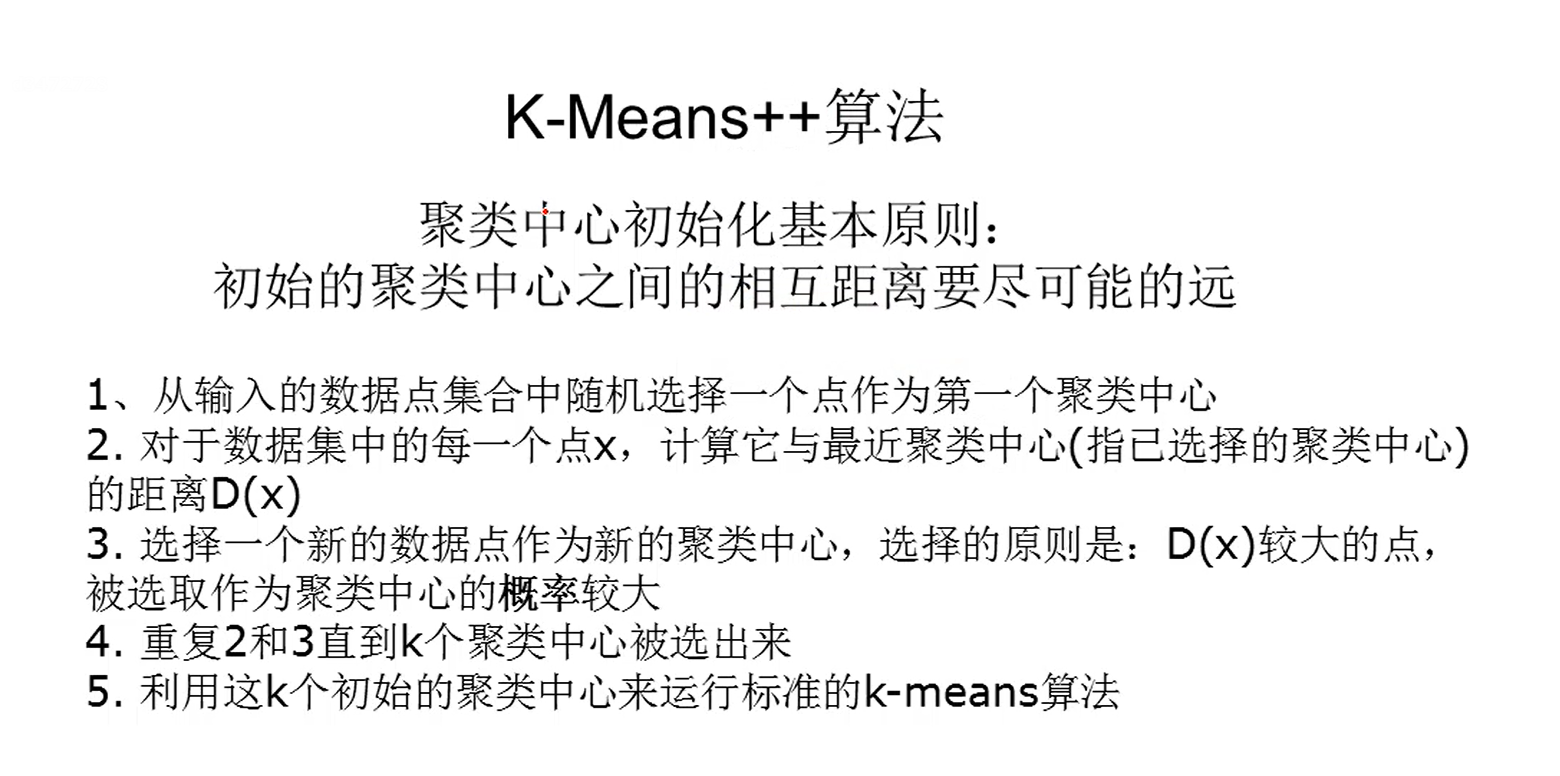 K-Means++算法
聚类中心初始化基本原则：
初始的聚类中心之间的相互距离要尽可能的远
1、从输入的数据点集合中随机选择一个点作为第一个聚类中心
2. 对于数据集中的每一个点x，计算它与最近聚类中心(指已选择的聚类中心)
的距离D(x)
3. 选择一个新的数据点作为新的聚类中心，选择的原则是：D(x)较大的点，
被选取作为聚类中心的概率较大
4. 重复2和3直到k个聚类中心被选出来
5. 利用这k个初始的聚类中心来运行标准的k-means算法